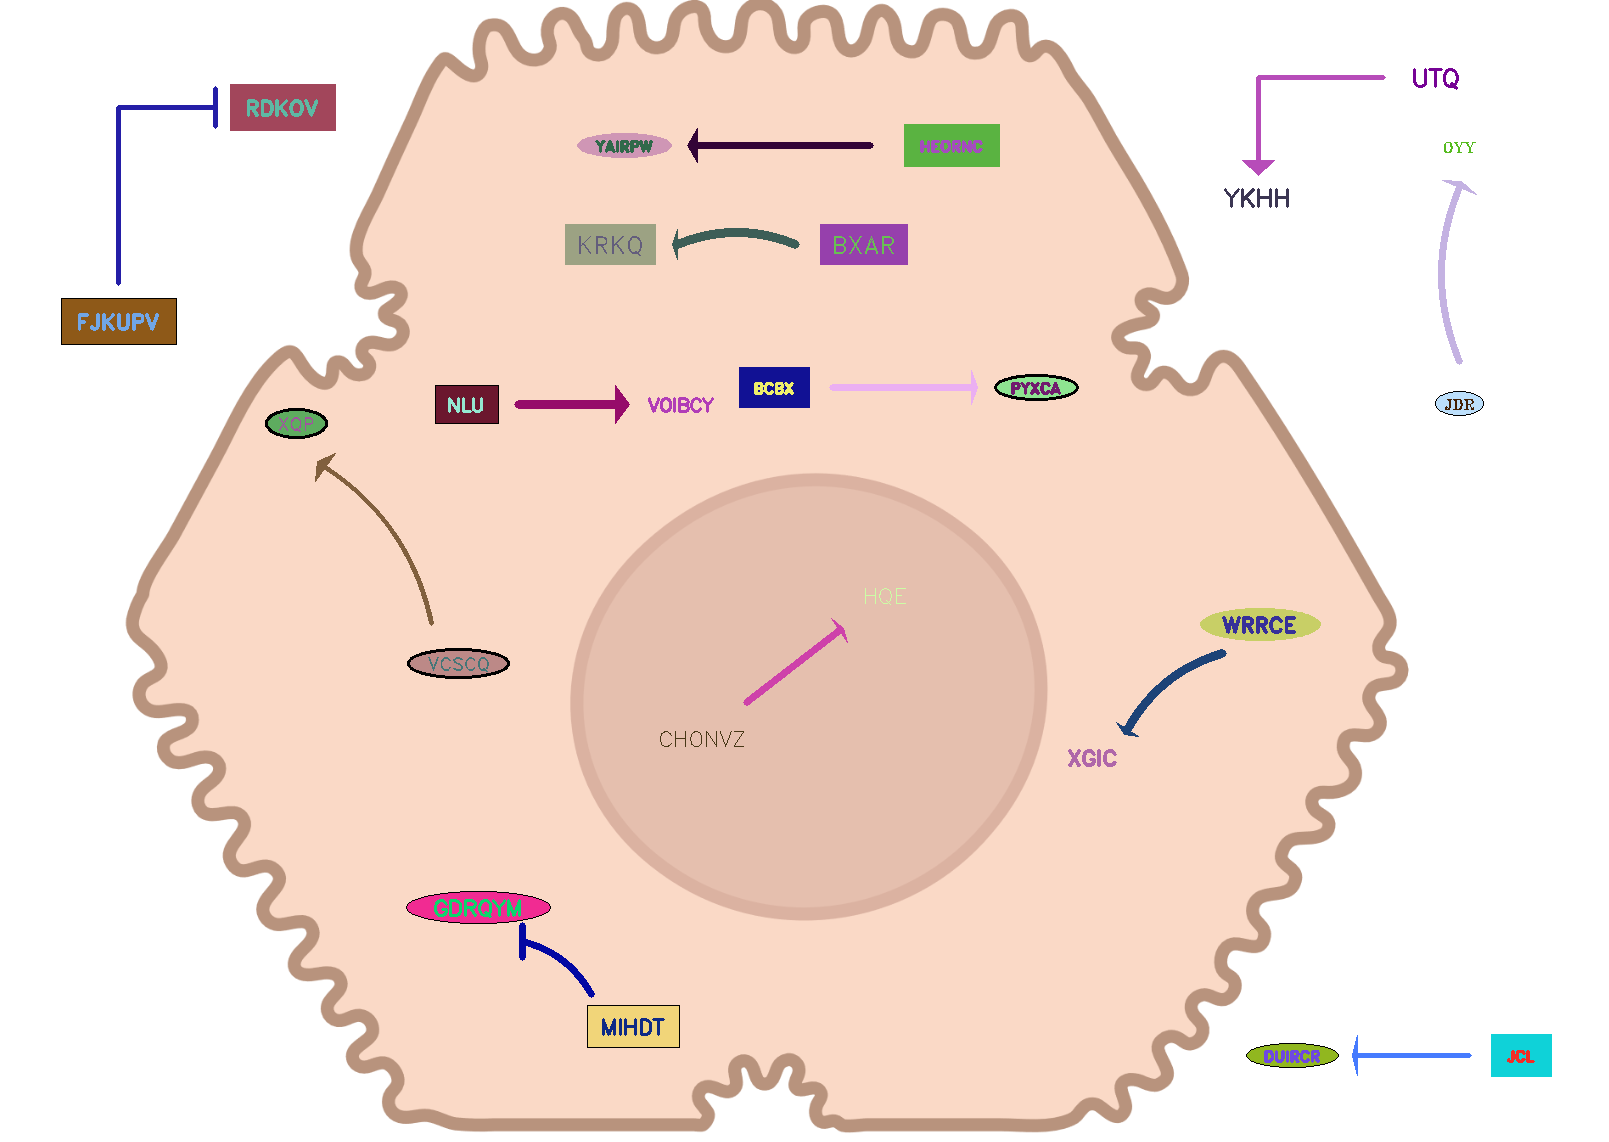 UTQ
RDKOV
YAIRPW
HEORNC
OYY
YKHH
KRKQ
BXAR
FJKUPV
NLU
VOIBCY
BCBX
PYXCA
JDR
XQP
HQE
WRRCE
VCSCQ
CHONVZ
XGIC
GDRQYM
MIHDT
DUIRCR
JCL